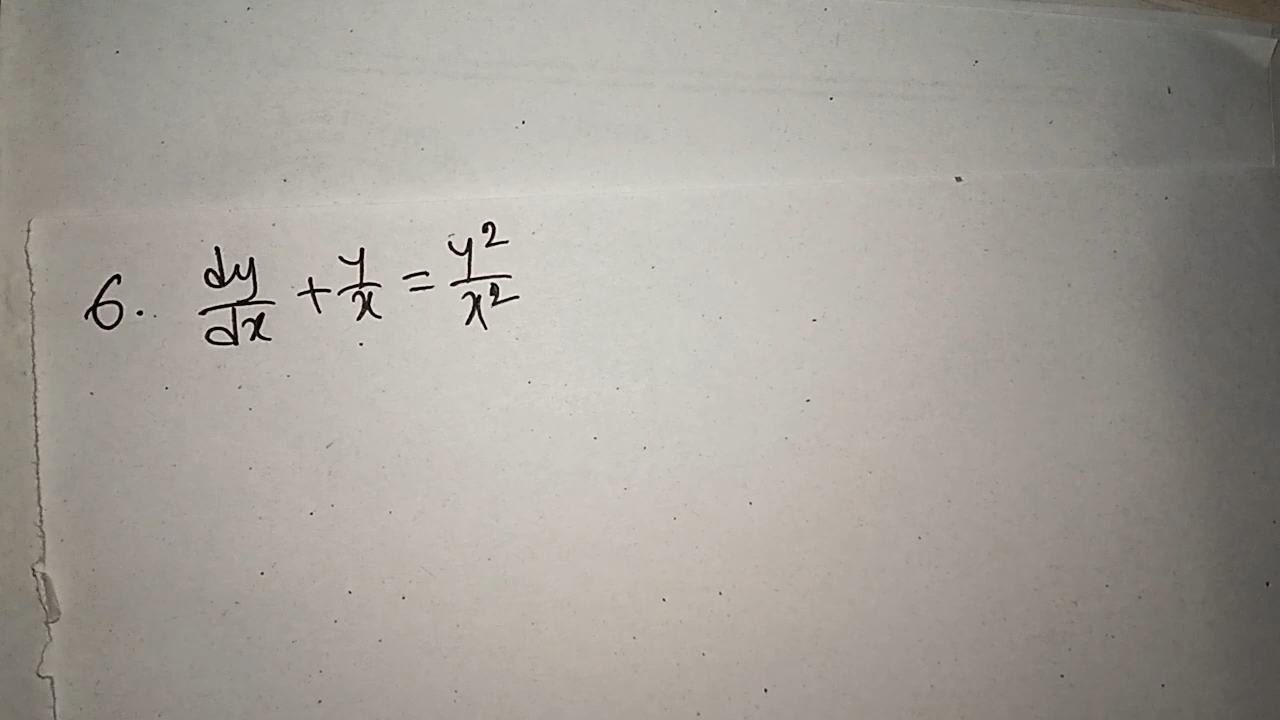 6. dy/dx + y/x = y²/x²